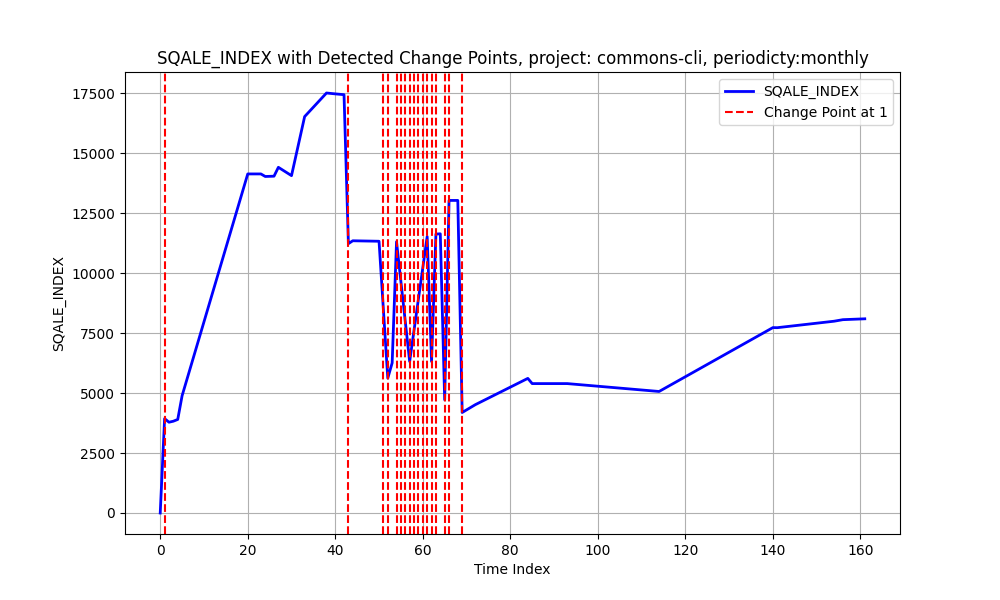 SQALE_INDEX with Detected Change Points, project: commons-cli, periodicty:monthly
SQALE_INDEX
Change Point at 1
17500
15000
12500
10000
7500
5000
2500
0
SQALE_INDEX
0 20 40 60 80 100 120 140 160
Time Index